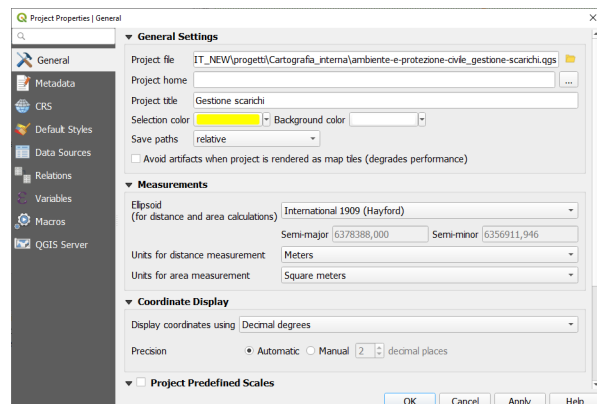 Project Properties | General
General
Metadata
CRS
Default Styles
Data Sources
Relations
Variables
Macros
QGIS Server
General Settings
Project file IT_NEW\progetti\Cartografia_interna\ambiente-e-protezione-civile_gestione-scarichi.qgs
Project home ...
Project title Gestione scarichi
Selection color Background color
Save paths relative
Avoid artifacts when project is rendered as map tiles (degrades performance)
Measurements
Ellipsoid
(for distance and area calculations) International 1909 (Hayford)
Semi-major 6378388,000 Semi-minor 6356911,946
Units for distance measurement Meters
Units for area measurement Square meters
Coordinate Display
Display coordinates using Decimal degrees
Precision Automatic Manual 2 decimal places
Project Predefined Scales
OK Cancel Apply Help